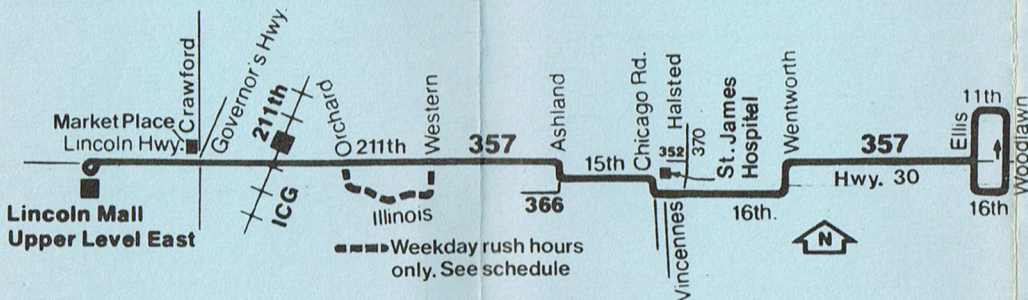 Market Place
Lincoln Hwy.
Crawford
Governor's Hwy.
211th
ICG
Lincoln Mall
Upper Level East
Orchard
211th
Western
Illinois
Weekday rush hours
only. See schedule
357
Ashland
366
15th
Chicago Rd.
352
Halsted
370
Vincennes
St. James
Hospital
16th.
Wentworth
357
Hwy. 30
N
Ellis
11th
Woodlawn
16th